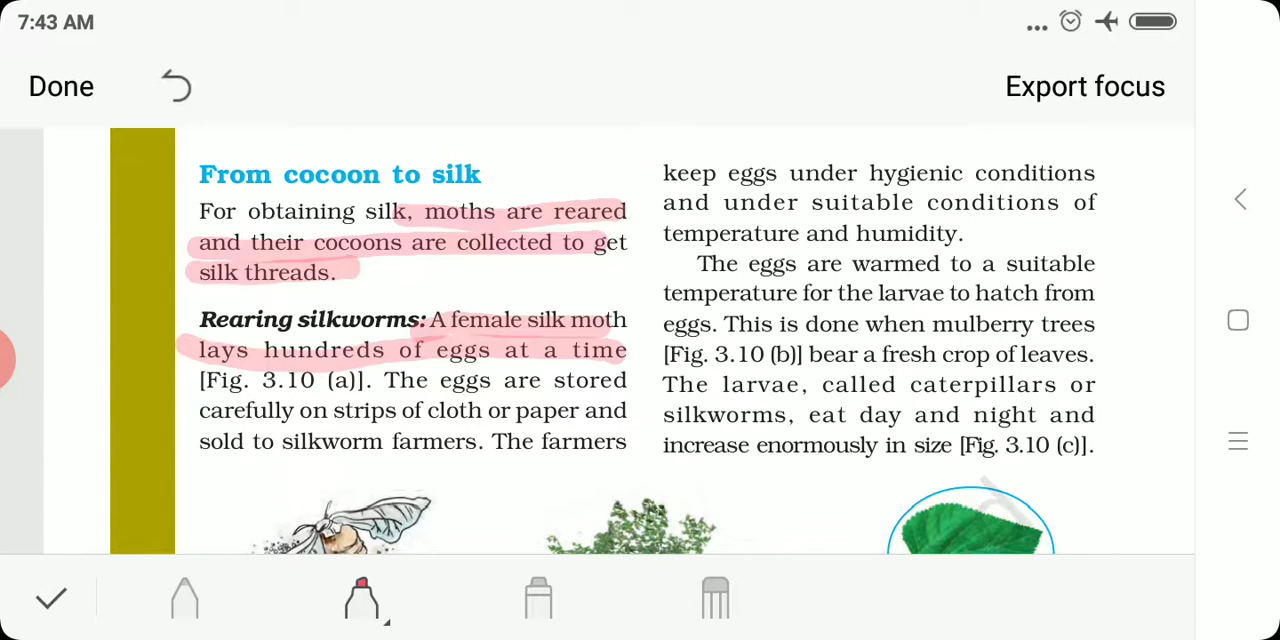 7:43 AM
Done
Export focus
From cocoon to silk
For obtaining silk, moths are reared
and their cocoons are collected to get
silk threads.
Rearing silkworms: A female silk moth
lays hundreds of eggs at a time
[Fig. 3.10 (a)]. The eggs are stored
carefully on strips of cloth or paper and
sold to silkworm farmers. The farmers
keep eggs under hygienic conditions
and under suitable conditions of
temperature and humidity.
The eggs are warmed to a suitable
temperature for the larvae to hatch from
eggs. This is done when mulberry trees
[Fig. 3.10 (b)] bear a fresh crop of leaves.
The larvae, called caterpillars or
silkworms, eat day and night and
increase enormously in size [Fig. 3.10 (c)].